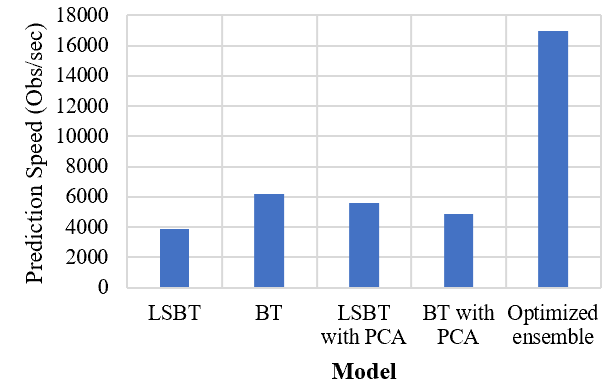 Prediction Speed (Obs/sec)
18000
16000
14000
12000
10000
8000
6000
4000
2000
0
LSBT
BT
LSBT
with PCA
BT with
PCA
Optimized
ensemble
Model